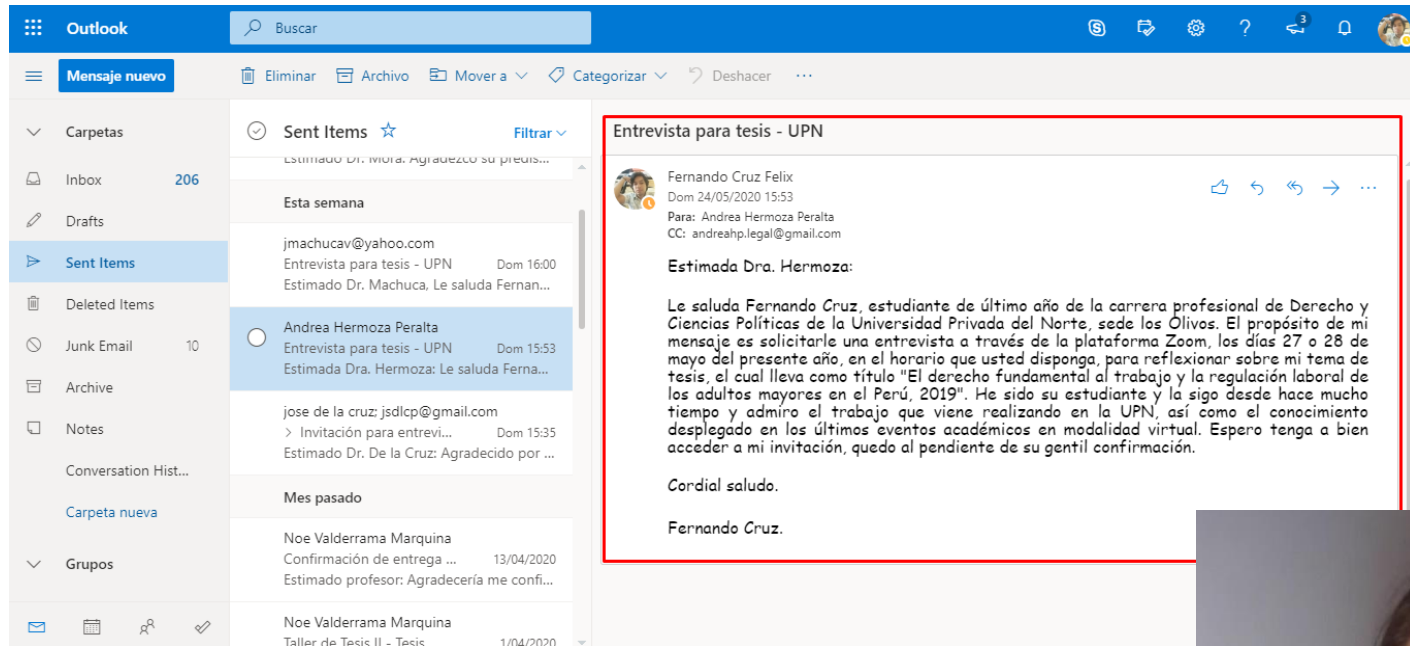 Outlook
Buscar
3
Mensaje nuevo
Eliminar
Archivo
Mover a
Categorizar
Deshacer
Carpetas
Inbox 206
Drafts
Sent Items
Deleted Items
Junk Email 10
Archive
Notes
Conversation Hist...
Carpeta nueva
Grupos
Sent Items
Filtrar
Estimado Dr. Mora: Agradezco su predis...
Esta semana
jmachucav@yahoo.com
Entrevista para tesis - UPN Dom 16:00
Estimado Dr. Machuca, Le saluda Fernan...
Andrea Hermoza Peralta
Entrevista para tesis - UPN Dom 15:53
Estimada Dra. Hermoza: Le saluda Ferna...
jose de la cruz; jsdlcp@gmail.com
> Invitación para entrevi... Dom 15:35
Estimado Dr. De la Cruz: Agradecido por ...
Mes pasado
Noe Valderrama Marquina
Confirmación de entrega ... 13/04/2020
Estimado profesor: Agradecería me confi...
Noe Valderrama Marquina
Taller de Tesis II - Tesis 1/04/2020
Entrevista para tesis - UPN
Fernando Cruz Felix
Dom 24/05/2020 15:53
Para: Andrea Hermoza Peralta
CC: andreahp.legal@gmail.com
Estimada Dra. Hermoza:
Le saluda Fernando Cruz, estudiante de último año de la carrera profesional de Derecho y
Ciencias Políticas de la Universidad Privada del Norte, sede los Olivos. El propósito de mi
mensaje es solicitarle una entrevista a través de la plataforma Zoom, los días 27 o 28 de
mayo del presente año, en el horario que usted disponga, para reflexionar sobre mi tema de
tesis, el cual lleva como título "El derecho fundamental al trabajo y la regulación laboral de
los adultos mayores en el Perú, 2019". He sido su estudiante y la sigo desde hace mucho
tiempo y admiro el trabajo que viene realizando en la UPN, así como el conocimiento
desplegado en los últimos eventos académicos en modalidad virtual. Espero tenga a bien
acceder a mi invitación, quedo al pendiente de su gentil confirmación.
Cordial saludo.
Fernando Cruz.